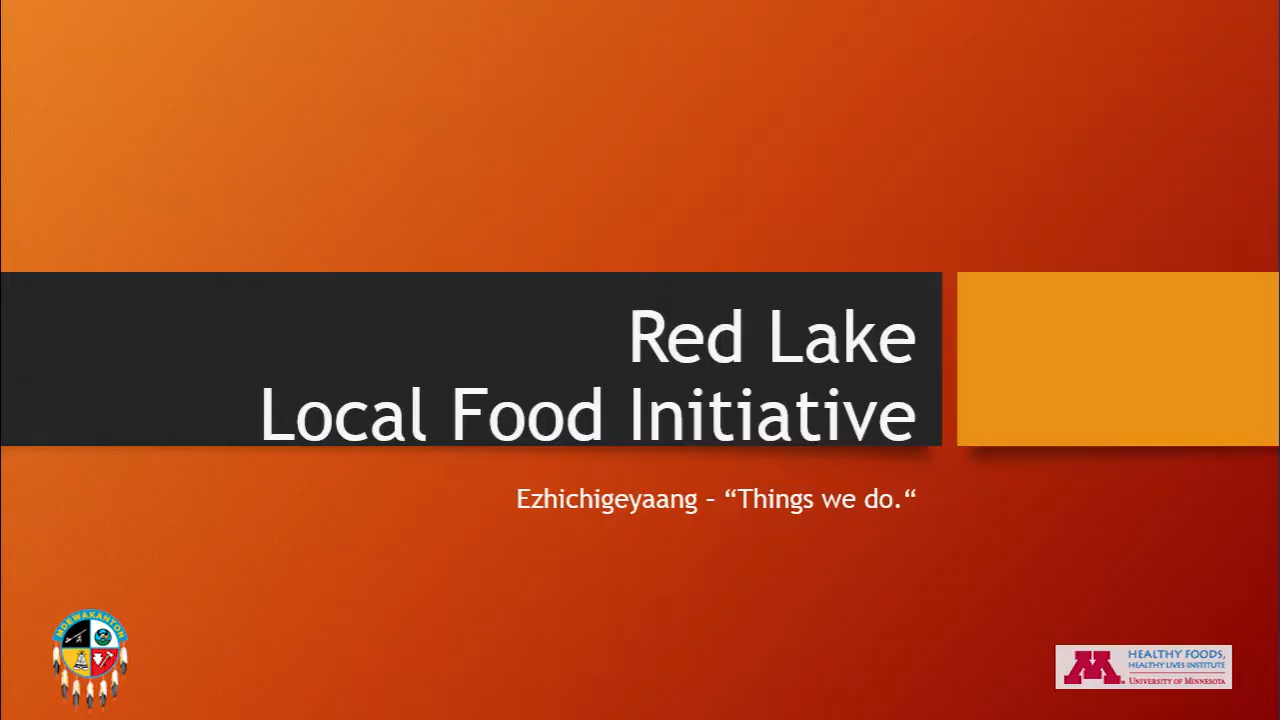 Red Lake
Local Food Initiative
Ezhichigeyaang – “Things we do.“
MDEWAKANTON
HEALTHY FOODS,
HEALTHY LIVES INSTITUTE
M.
UNIVERSITY OF MINNESOTA